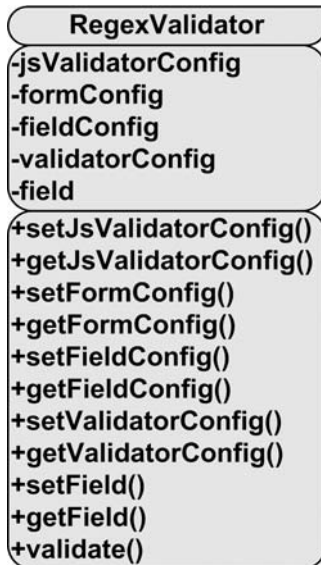 RegexValidator
-jsValidatorConfig
-formConfig
-fieldConfig
-validatorConfig
-field
+setJsValidatorConfig()
+getJsValidatorConfig()
+setFormConfig()
+getFormConfig()
+setFieldConfig()
+getFieldConfig()
+setValidatorConfig()
+getValidatorConfig()
+setField()
+getField()
+validate()